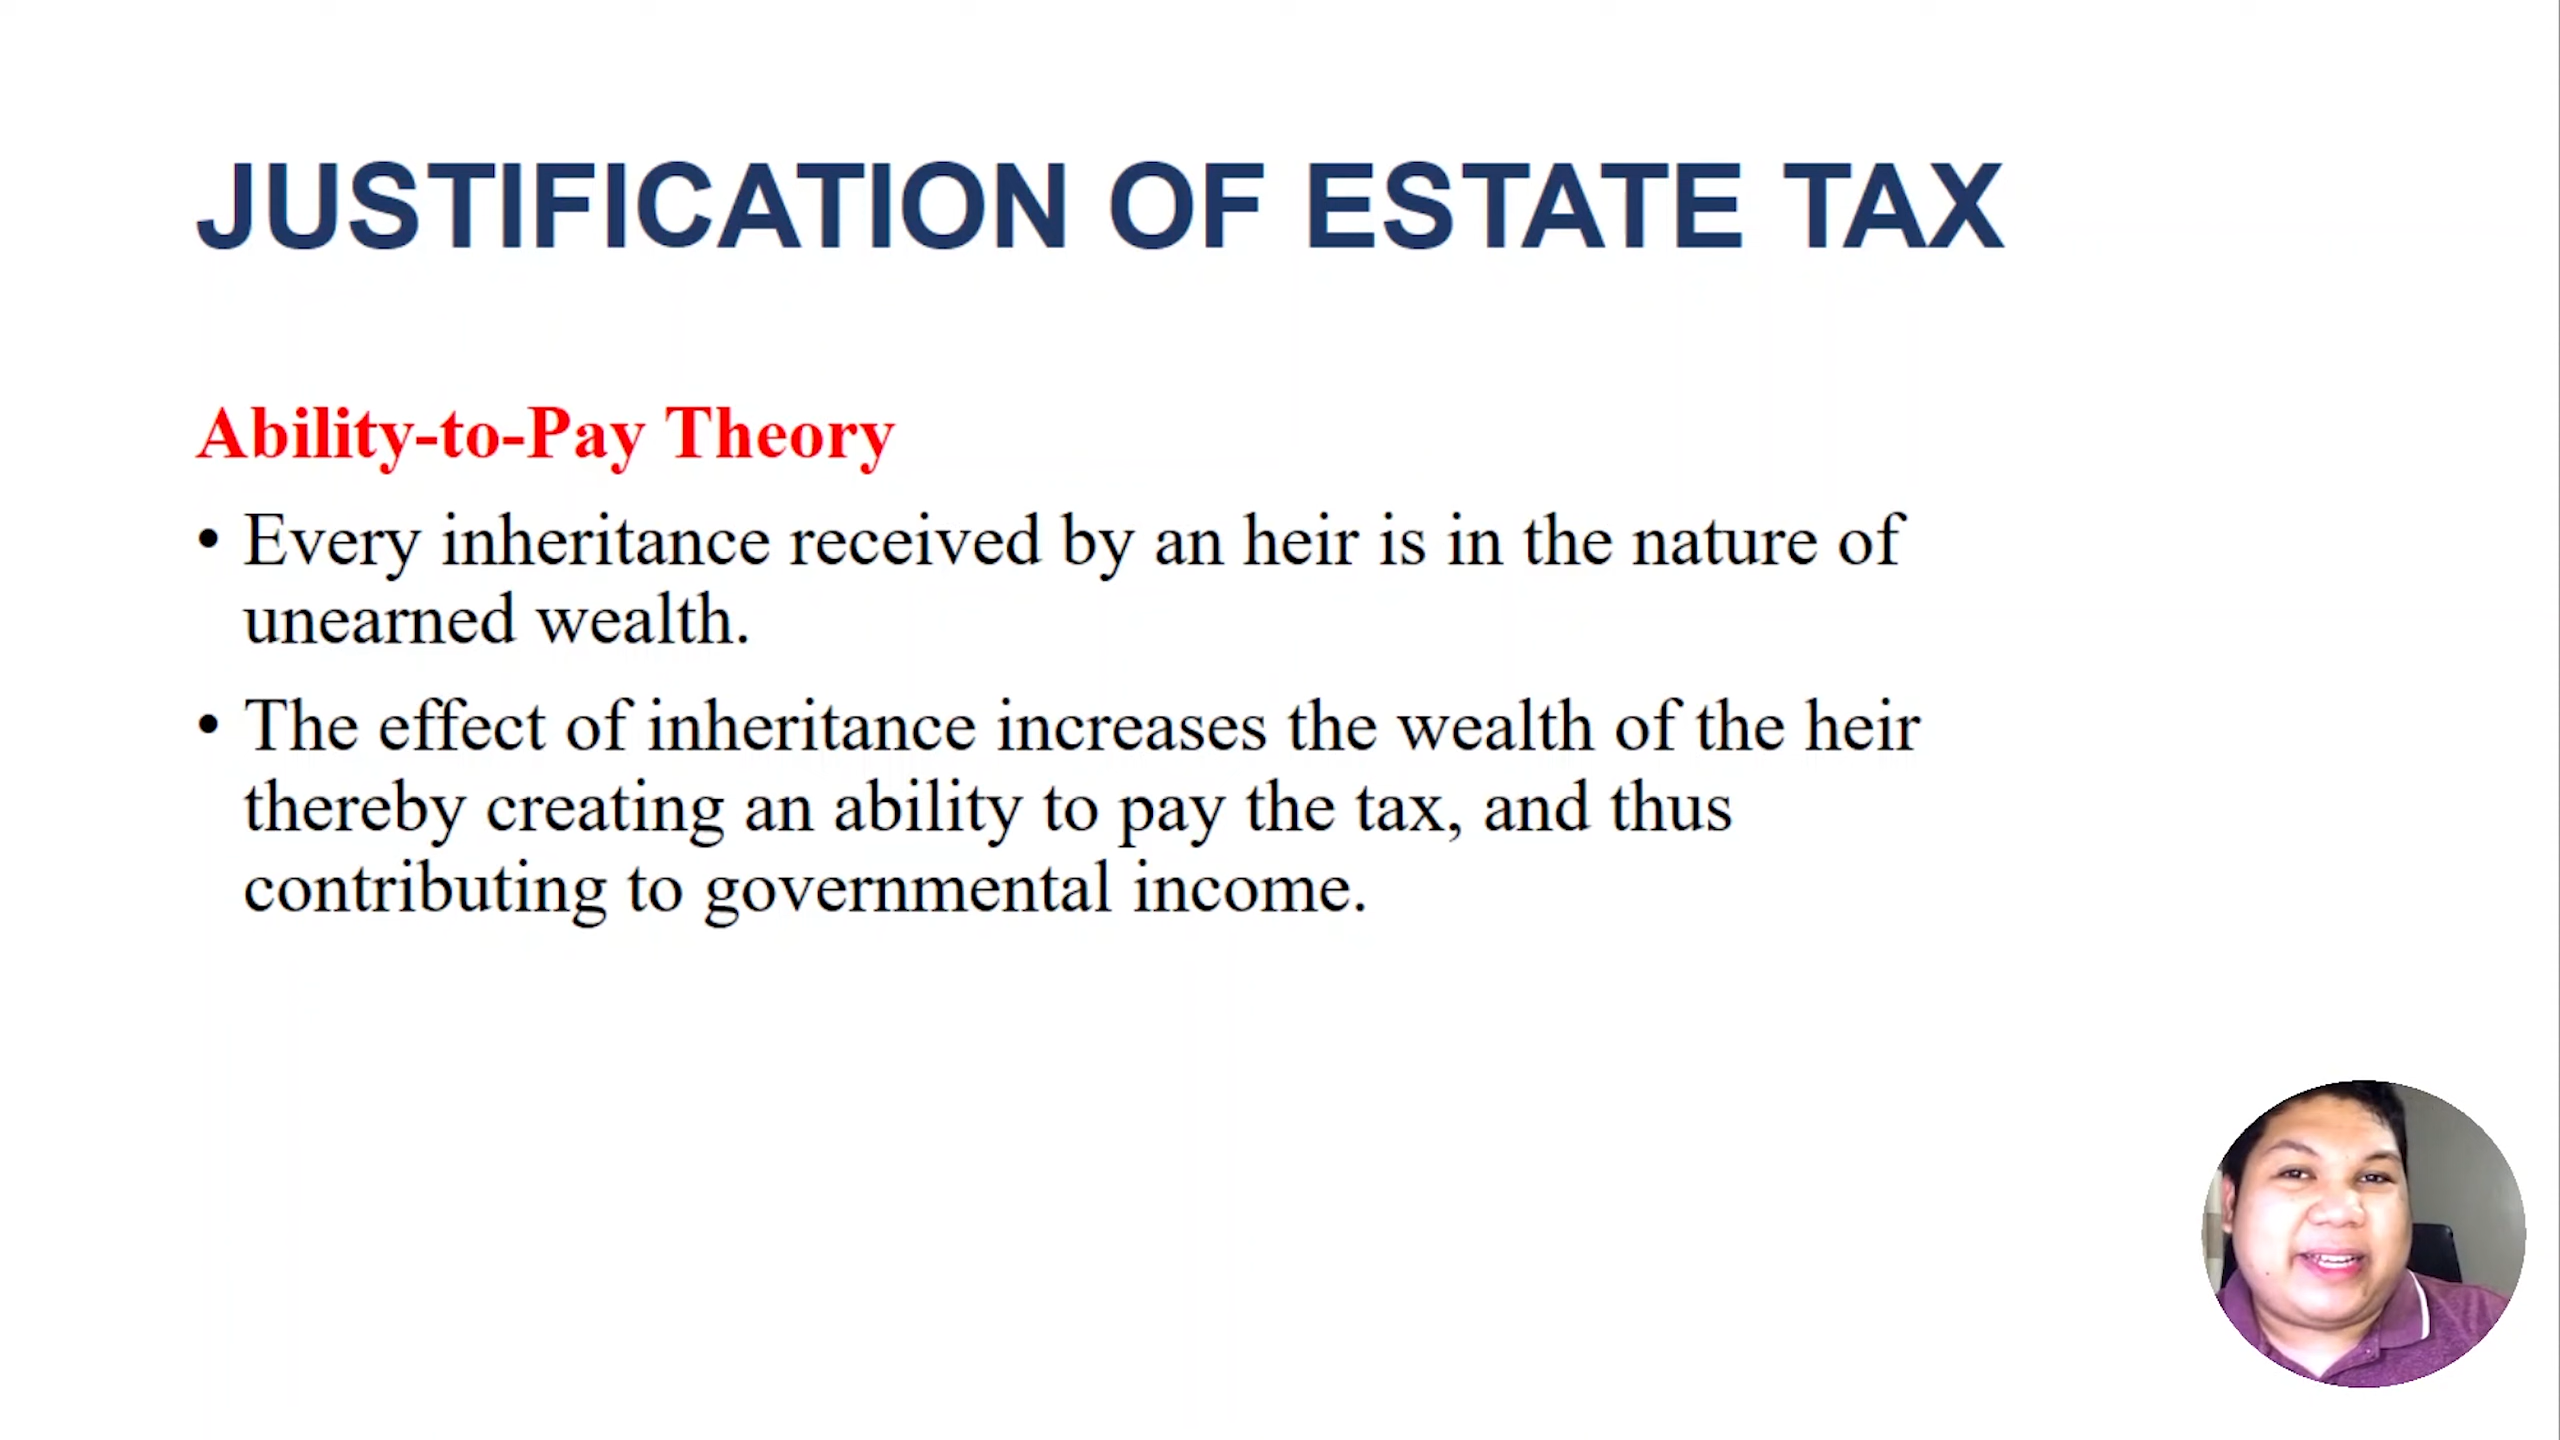 JUSTIFICATION OF ESTATE TAX
Ability-to-Pay Theory
• Every inheritance received by an heir is in the nature of
unearned wealth.
• The effect of inheritance increases the wealth of the heir
thereby creating an ability to pay the tax, and thus
contributing to governmental income.